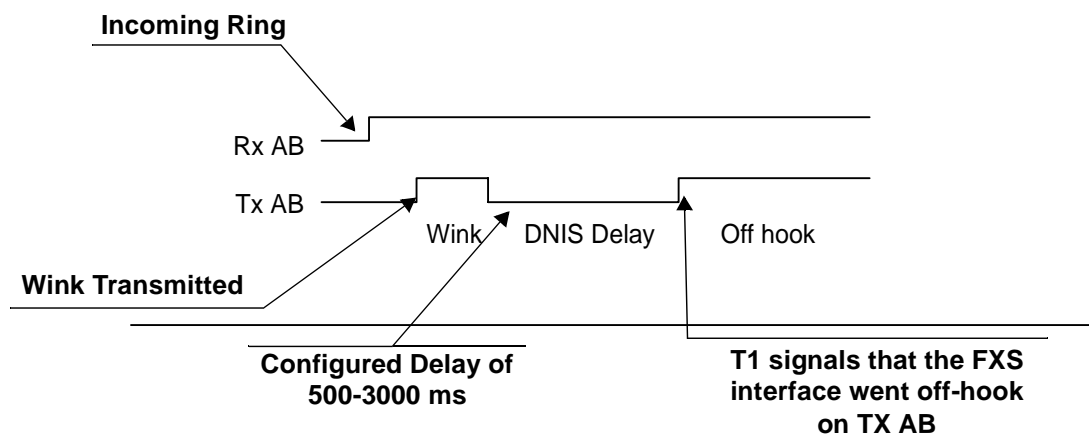 Incoming Ring
Rx AB
Tx AB
Wink
DNIS Delay
Off hook
Wink Transmitted
Configured Delay of
500-3000 ms
T1 signals that the FXS
interface went off-hook
on TX AB